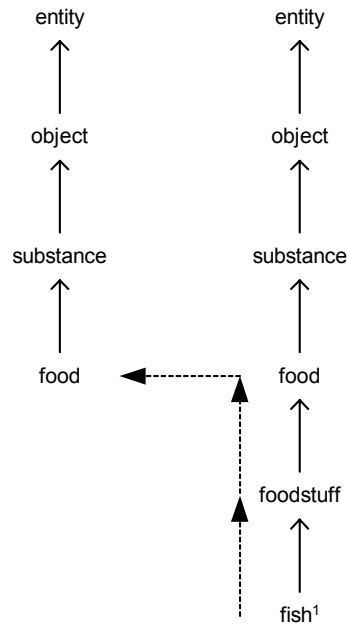 entity entity
object object
substance substance
food food
foodstuff
fish¹